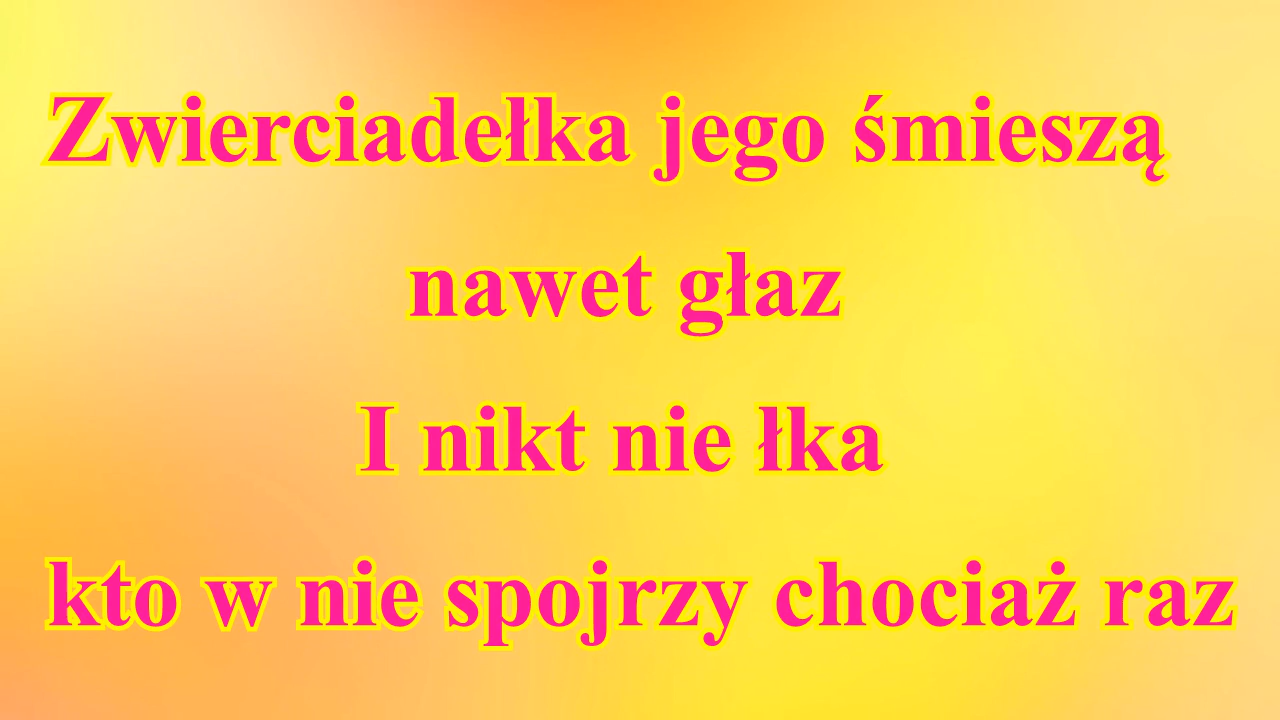 Zwierciadełka jego śmieszą
nawet głaz
I nikt nie łka
kto w nie spojrzy chociaż raz